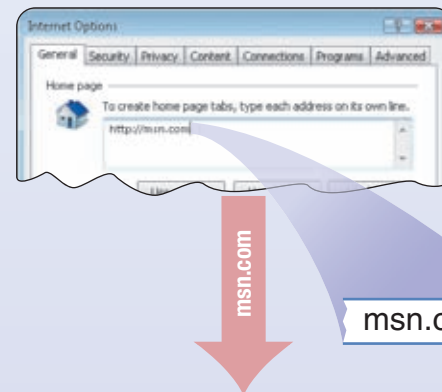 Internet Options
General Security Privacy Content Connections Programs Advanced
Home page
To create home page tabs, type each address on its own line.
http://msn.com
msn.com
msn.c